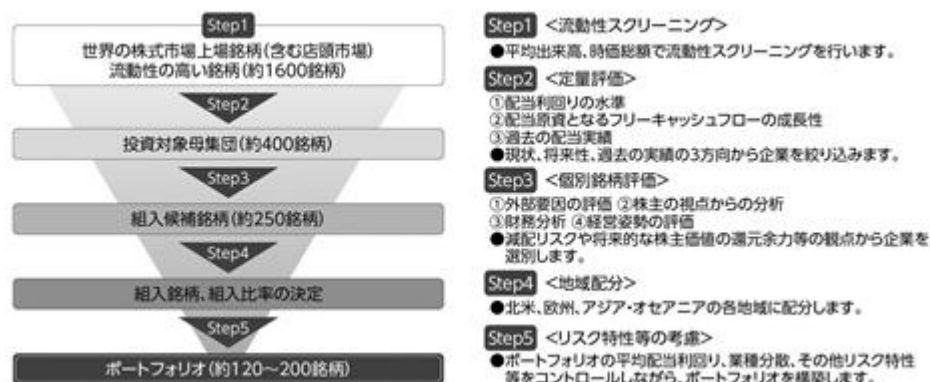 Step1
世界の株式市場上場銘柄(含む店頭市場)
流動性の高い銘柄(約1600銘柄)
Step2
投資対象母集団(約400銘柄)
Step3
組入候補銘柄(約250銘柄)
Step4
組入銘柄、組入比率の決定
Step5
ポートフォリオ(約120～200銘柄)
Step1 <流動性スクリーニング>
●平均出来高、時価総額で流動性スクリーニングを行います。
Step2 <定量評価>
①配当利回りの水準
②配当原資となるフリーキャッシュフローの成長性
③過去の配当実績
●現状、将来性、過去の実績の3方向から企業を絞り込みます。
Step3 <個別銘柄評価>
①外部要因の評価 ②株主の視点からの分析
③財務分析 ④経営姿勢の評価
●減配リスクや将来的な株主価値の還元余力等の観点から企業を
選別します。
Step4 <地域配分>
●北米、欧州、アジア・オセアニアの各地域に配分します。
Step5 <リスク特性等の考慮>
●ポートフォリオの平均配当利回り、業種分散、その他リスク特性
等をコントロールしながら、ポートフォリオを構築します。